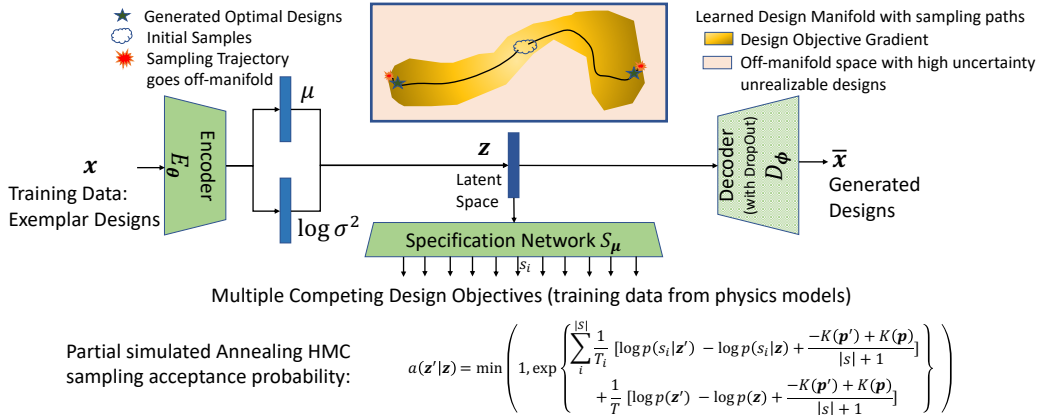 Generated Optimal Designs
Initial Samples
Sampling Trajectory
goes off-manifold
Learned Design Manifold with sampling paths
Design Objective Gradient
Off-manifold space with high uncertainty
unrealizable designs
x
Training Data:
Exemplar Designs
Encoder
E_θ
μ
log σ²
z
Latent
Space
Decoder
(with DropOut)
D_ϕ
x̅
Generated
Designs
Specification Network S_μ
s_i
Multiple Competing Design Objectives (training data from physics models)
Partial simulated Annealing HMC
sampling acceptance probability:
a(z′|z) = min ( 1, exp { ∑_i^{|S|} 1/T_i [log p(s_i|z′) − log p(s_i|z) + (−K(p′) + K(p))/(|s| + 1)]
+ 1/T [log p(z′) − log p(z) + (−K(p′) + K(p))/(|s| + 1)] } )